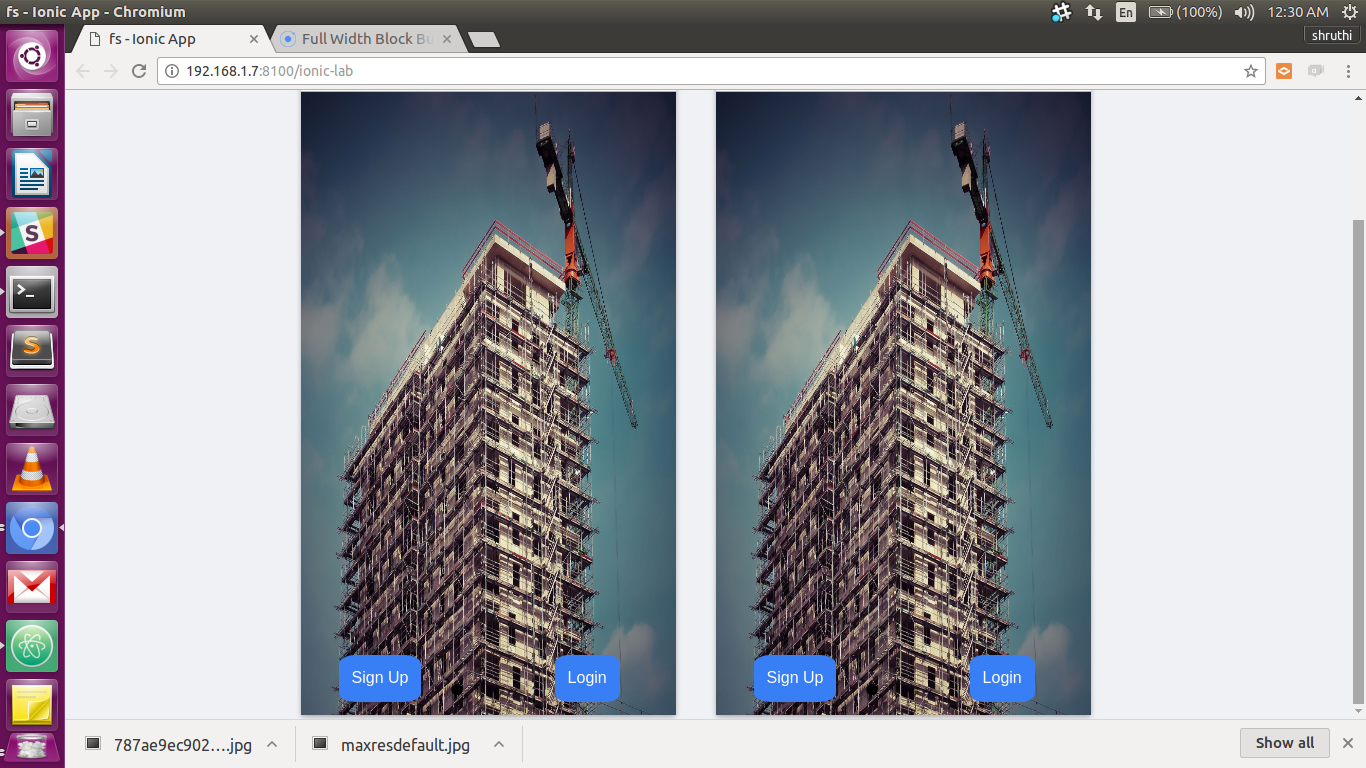 fs - Ionic App - Chromium
En
(100%)
12:30 AM
shruthi
fs - Ionic App
Full Width Block Bu
192.168.1.7:8100/ionic-lab
Sign Up
Login
Sign Up
Login
787ae9ec902....jpg
maxresdefault.jpg
Show all